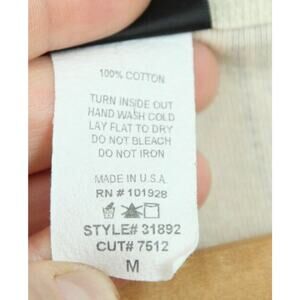 100% COTTON
TURN INSIDE OUT
HAND WASH COLD
LAY FLAT TO DRY
DO NOT BLEACH
DO NOT IRON
MADE IN U.S.A.
RN # 101928
STYLE# 31892
CUT# 7512
M